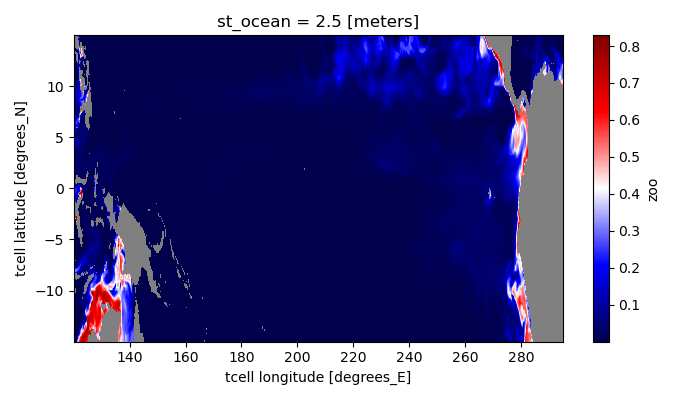 st_ocean = 2.5 [meters]
tcell latitude [degrees_N]
10
5
0
−5
−10
140 160 180 200 220 240 260 280
tcell longitude [degrees_E]
0.8
0.7
0.6
0.5
0.4
0.3
0.2
0.1
zoo